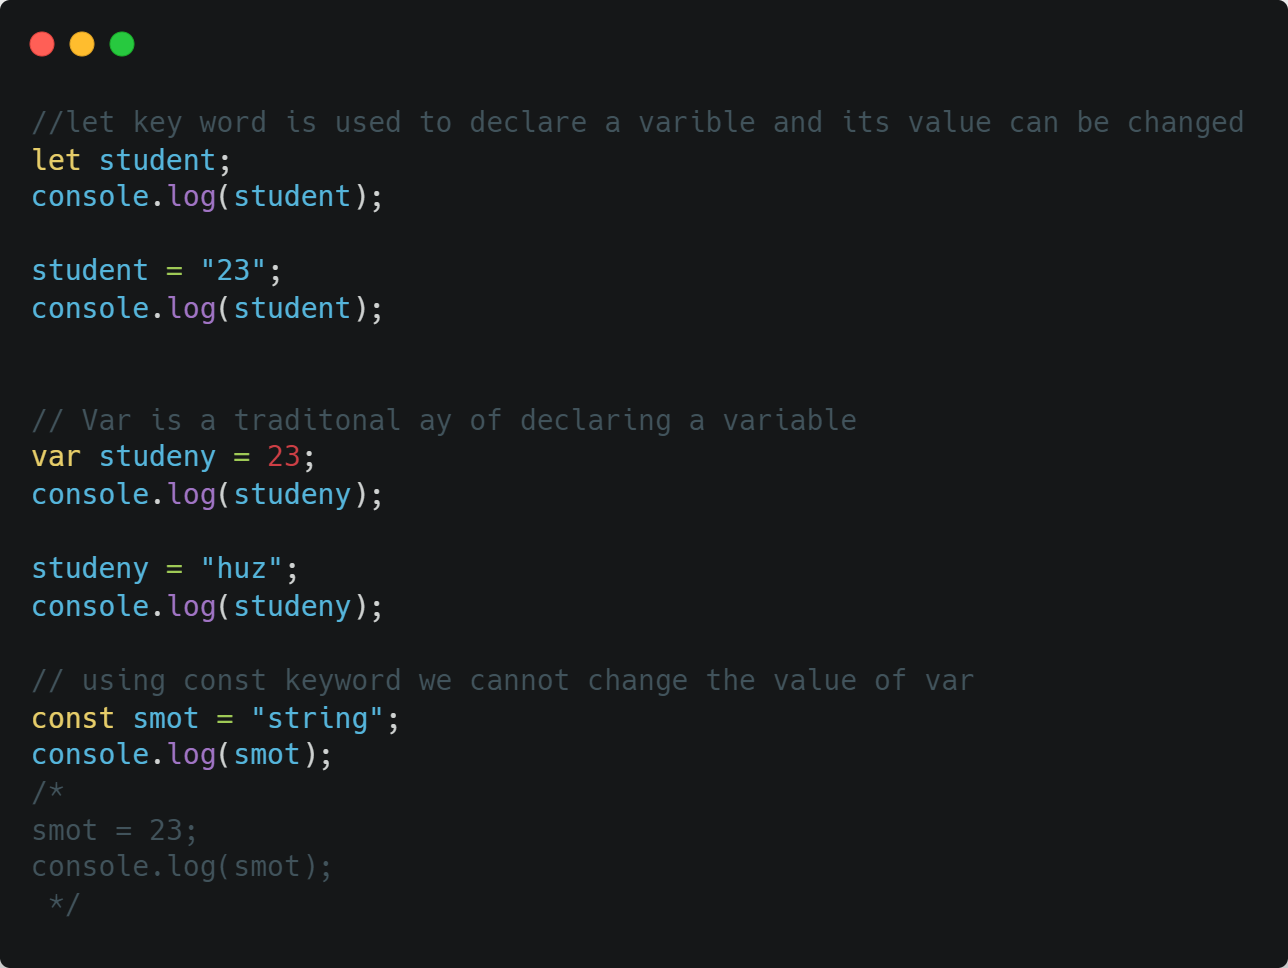 //let key word is used to declare a varible and its value can be changed
let student;
console.log(student);
student = "23";
console.log(student);
// Var is a traditonal ay of declaring a variable
var studeny = 23;
console.log(studeny);
studeny = "huz";
console.log(studeny);
// using const keyword we cannot change the value of var
const smot = "string";
console.log(smot);
/*
smot = 23;
console.log(smot);
 */